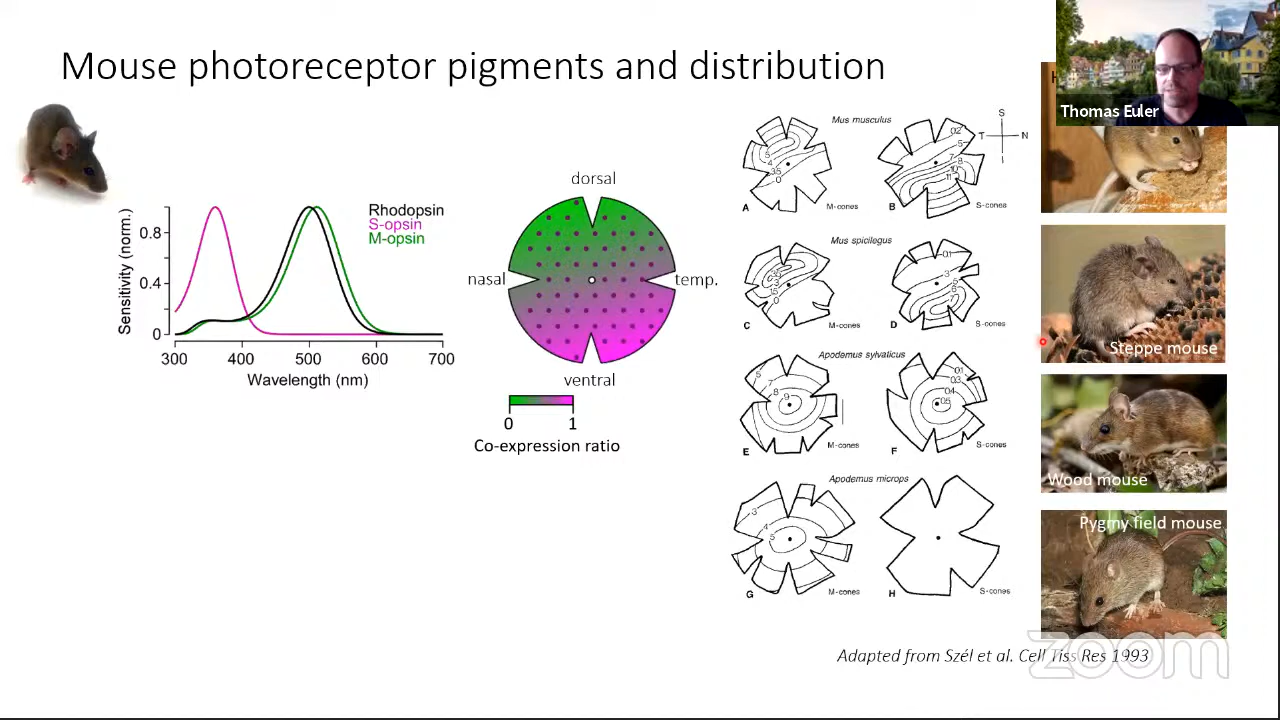 Mouse photoreceptor pigments and distribution
Thomas Euler
Rhodopsin
S-opsin
M-opsin
Sensitivity (norm.)
0.8
0.4
0
300 400 500 600 700
Wavelength (nm)
dorsal
nasal
temp.
ventral
0 1
Co-expression ratio
Mus musculus
S
T N
I
A
M-cones
B
S-cones
Mus spicilegus
C
M-cones
D
S-cones
Apodemus sylvaticus
E
M-cones
F
S-cones
Apodemus microps
G
M-cones
H
S-cones
Steppe mouse
Wood mouse
Pygmy field mouse
Adapted from Szél et al. Cell Tiss Res 1993
zoom